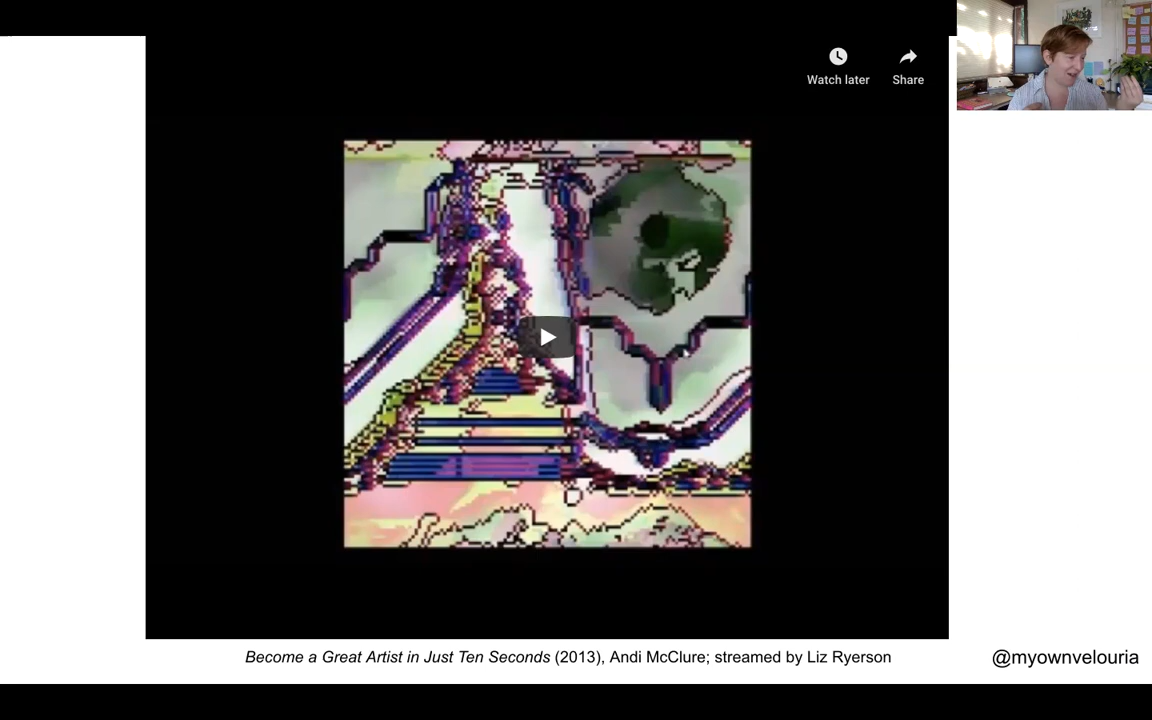 Watch later
Share
Become a Great Artist in Just Ten Seconds (2013), Andi McClure; streamed by Liz Ryerson
@myownvelouria